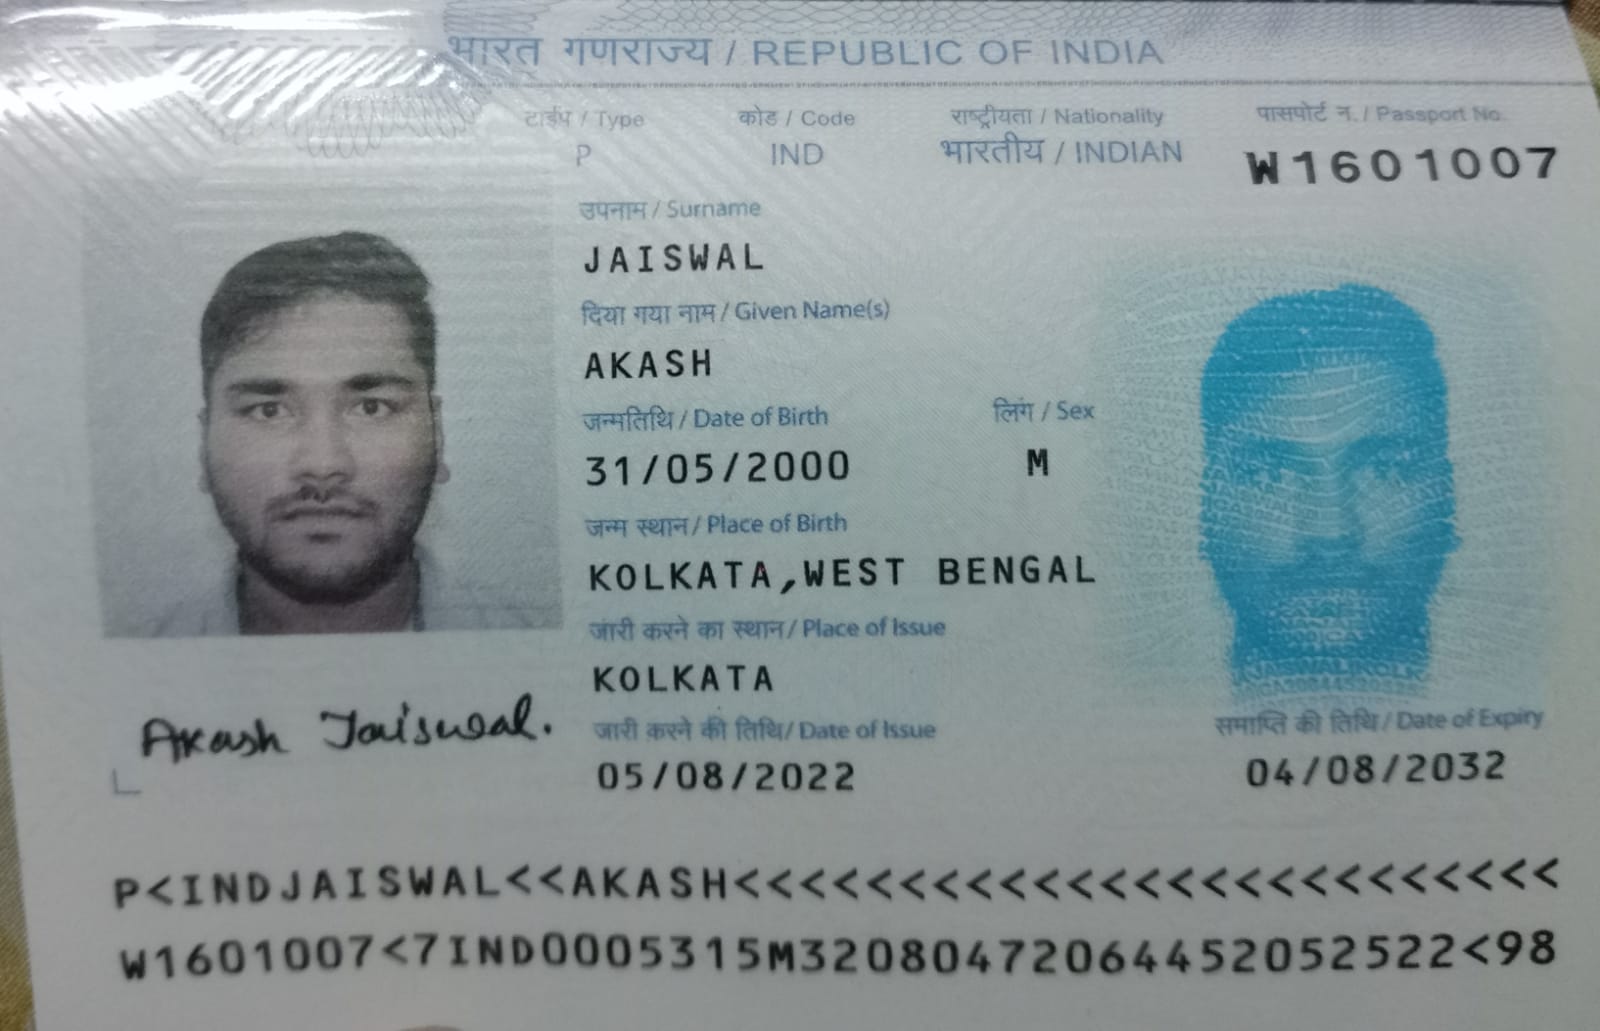 भारत गणराज्य / REPUBLIC OF INDIA
टाईप / Type कोड / Code राष्ट्रीयता / Nationality पासपोर्ट न. / Passport No.
P IND भारतीय / INDIAN W1601007
उपनाम / Surname
JAISWAL
दिया गया नाम / Given Name(s)
AKASH
जन्मतिथि / Date of Birth लिंग / Sex
31/05/2000 M
जन्म स्थान / Place of Birth
KOLKATA,WEST BENGAL
जारी करने का स्थान / Place of Issue
KOLKATA
Akash Jaiswal.
जारी करने की तिथि / Date of Issue समाप्ति की तिथि / Date of Expiry
05/08/2022 04/08/2032
P<INDJAISWAL<<AKASH<<<<<<<<<<<<<<<<<<<<<<<<<
W1601007<7IND0005315M3208047206445205252​2<98